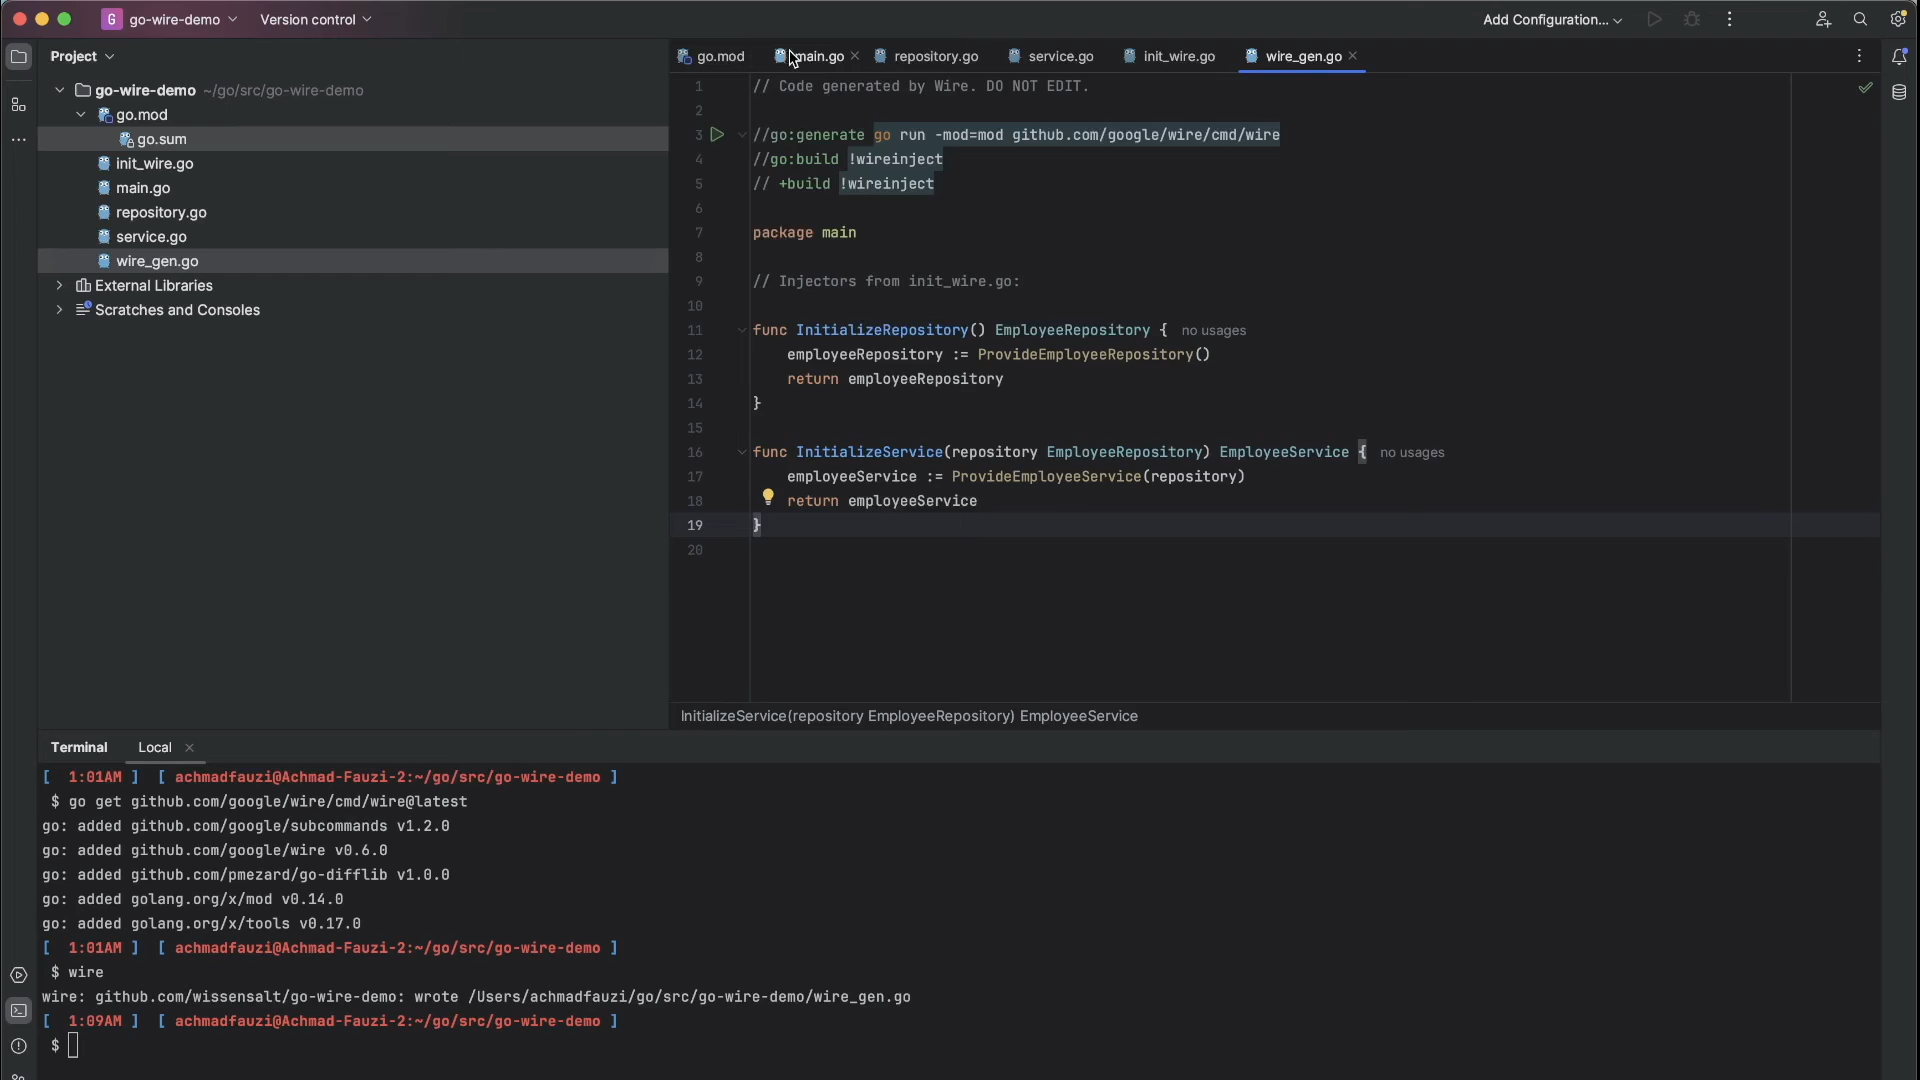 G go-wire-demo Version control Add Configuration...
Project
go.mod main.go repository.go service.go init_wire.go wire_gen.go
go-wire-demo ~/go/src/go-wire-demo
go.mod
go.sum
init_wire.go
main.go
repository.go
service.go
wire_gen.go
External Libraries
Scratches and Consoles
1 // Code generated by Wire. DO NOT EDIT.
2
3 //go:generate go run -mod=mod github.com/google/wire/cmd/wire
4 //go:build !wireinject
5 // +build !wireinject
6
7 package main
8
9 // Injectors from init_wire.go:
10
11 func InitializeRepository() EmployeeRepository { no usages
12 employeeRepository := ProvideEmployeeRepository()
13 return employeeRepository
14 }
15
16 func InitializeService(repository EmployeeRepository) EmployeeService { no usages
17 employeeService := ProvideEmployeeService(repository)
18 return employeeService
19 }
20
InitializeService(repository EmployeeRepository) EmployeeService
Terminal Local
[ 1:01AM ] [ achmadfauzi@Achmad-Fauzi-2:~/go/src/go-wire-demo ]
$ go get github.com/google/wire/cmd/wire@latest
go: added github.com/google/subcommands v1.2.0
go: added github.com/google/wire v0.6.0
go: added github.com/pmezard/go-difflib v1.0.0
go: added golang.org/x/mod v0.14.0
go: added golang.org/x/tools v0.17.0
[ 1:01AM ] [ achmadfauzi@Achmad-Fauzi-2:~/go/src/go-wire-demo ]
$ wire
wire: github.com/wissensalt/go-wire-demo: wrote /Users/achmadfauzi/go/src/go-wire-demo/wire_gen.go
[ 1:09AM ] [ achmadfauzi@Achmad-Fauzi-2:~/go/src/go-wire-demo ]
$